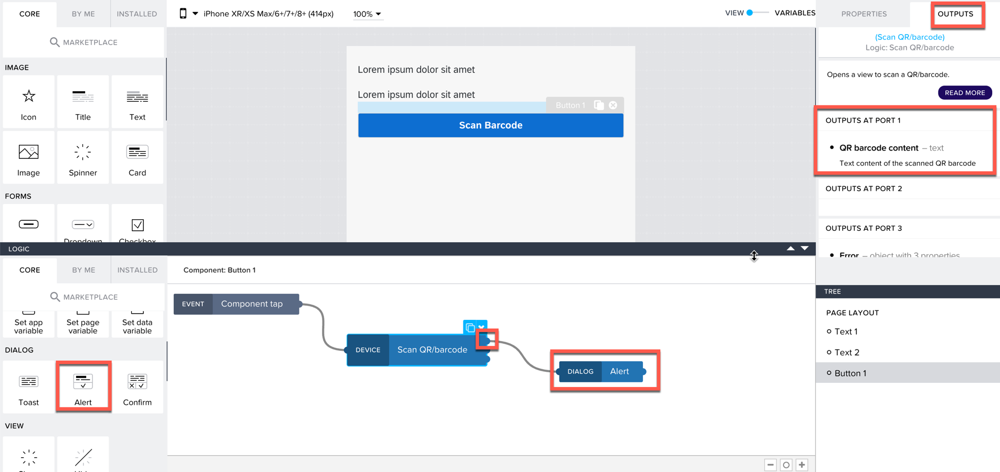 CORE
BY ME
INSTALLED
MARKETPLACE
IMAGE
Icon
Title
Text
Image
Spinner
Card
FORMS
Dropdown
Checkbox
iPhone XR/XS Max/6+/7+/8+ (414px)
100%
VIEW
VARIABLES
Lorem ipsum dolor sit amet
Lorem ipsum dolor sit amet
Button 1
Scan Barcode
PROPERTIES
OUTPUTS
(Scan QR/barcode)
Logic: Scan QR/barcode
Opens a view to scan a QR/barcode.
READ MORE
OUTPUTS AT PORT 1
QR barcode content – text
Text content of the scanned QR barcode
OUTPUTS AT PORT 2
OUTPUTS AT PORT 3
Error – object with 3 properties
LOGIC
CORE
BY ME
INSTALLED
MARKETPLACE
Set app
variable
Set page
variable
Set data
variable
DIALOG
Toast
Alert
Confirm
VIEW
Component: Button 1
EVENT
Component tap
DEVICE
Scan QR/barcode
DIALOG
Alert
TREE
PAGE LAYOUT
Text 1
Text 2
Button 1